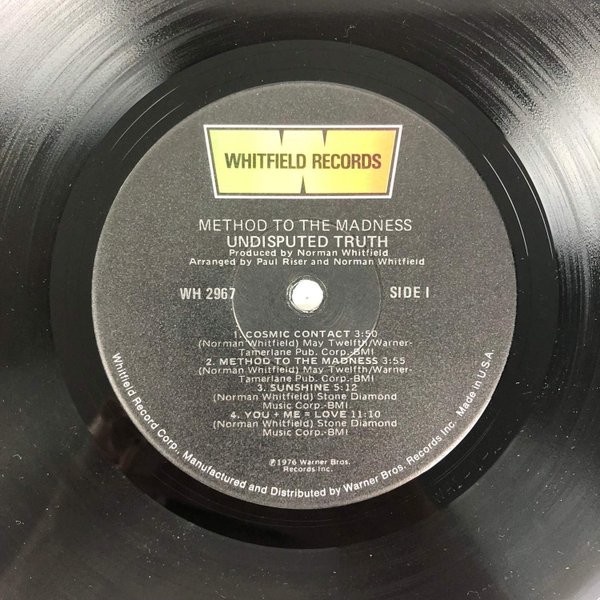 WHITFIELD RECORDS
METHOD TO THE MADNESS
UNDISPUTED TRUTH
Produced by Norman Whitfield
Arranged by Paul Riser and Norman Whitfield
WH 2967
SIDE I
1. COSMIC CONTACT 3:50
(Norman Whitfield) May Twelfth/Warner-
Tamerlane Pub. Corp.-BMI
2. METHOD TO THE MADNESS 3:55
(Norman Whitfield) May Twelfth/Warner-
Tamerlane Pub. Corp.-BMI
3. SUNSHINE 5:12
(Norman Whitfield) Stone Diamond
Music Corp.-BMI
4. YOU + ME = LOVE 11:10
(Norman Whitfield) Stone Diamond
Music Corp.-BMI
℗1976 Warner Bros.
Records Inc.
Whitfield Record Corp., Manufactured and Distributed by Warner Bros. Records Inc. Made in U.S.A.